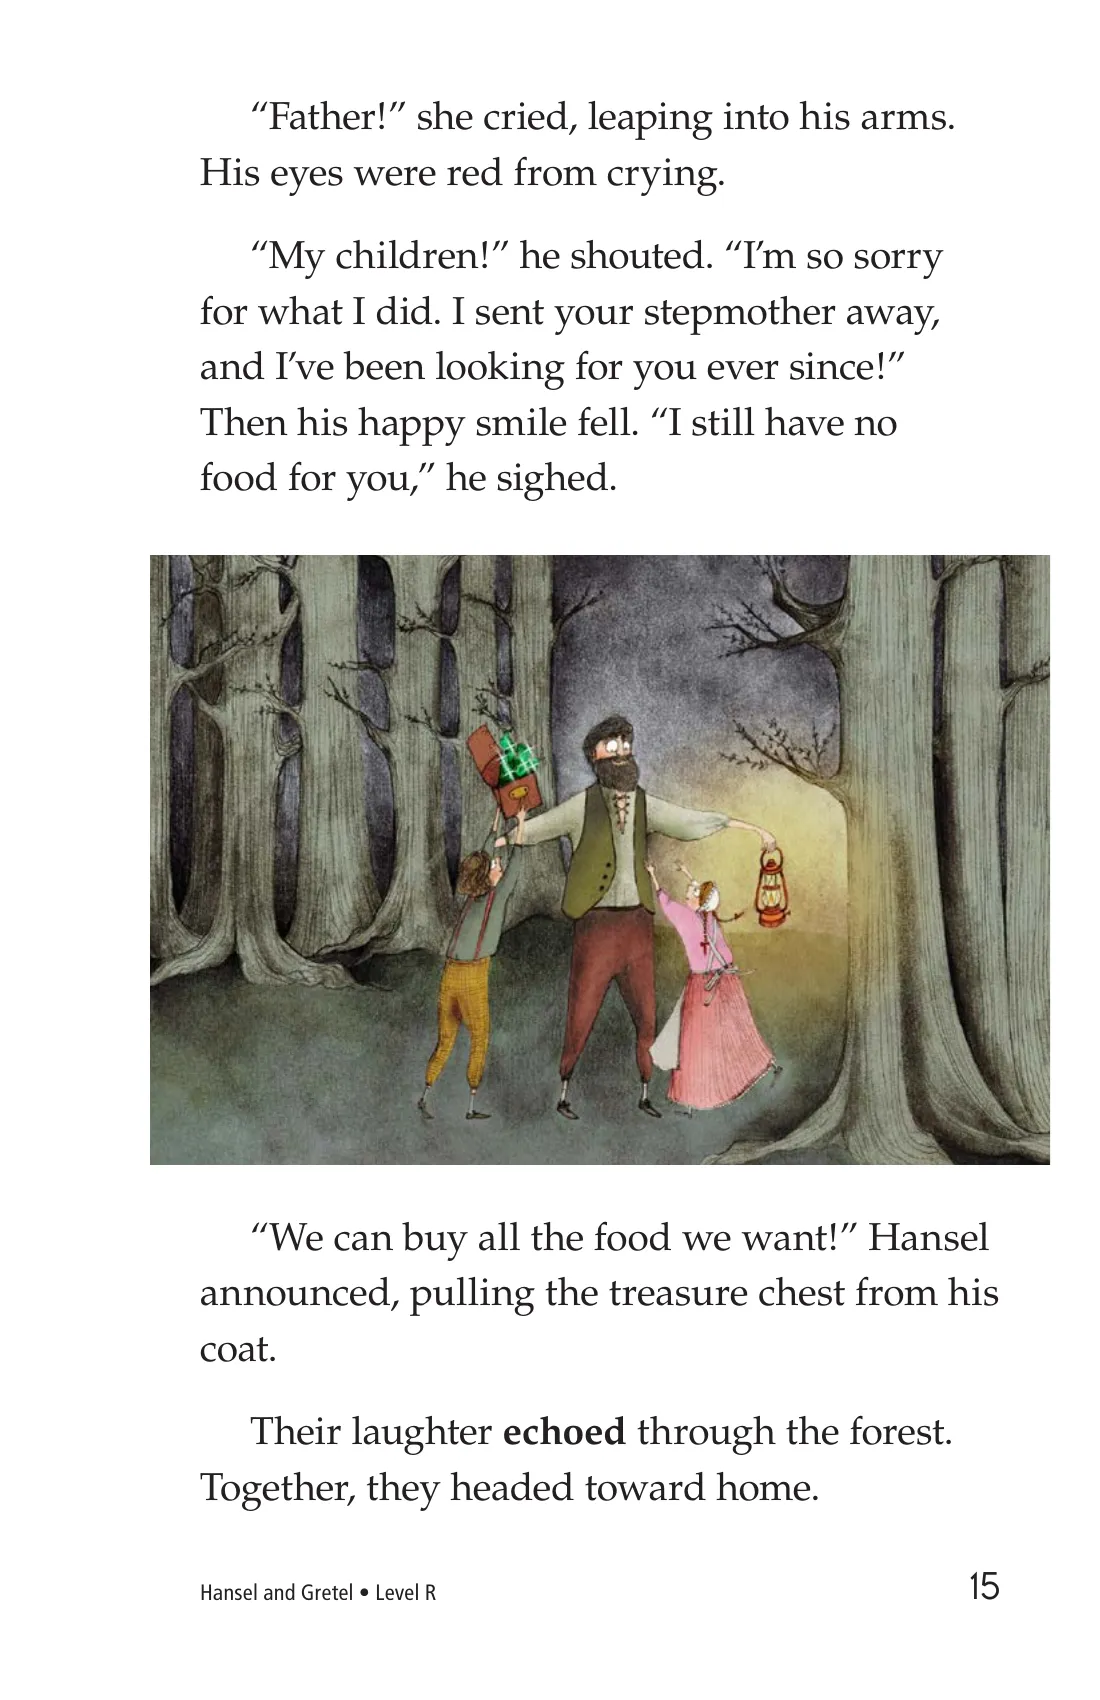 “Father!” she cried, leaping into his arms.
His eyes were red from crying.
“My children!” he shouted. “I’m so sorry
for what I did. I sent your stepmother away,
and I’ve been looking for you ever since!”
Then his happy smile fell. “I still have no
food for you,” he sighed.
“We can buy all the food we want!” Hansel
announced, pulling the treasure chest from his
coat.
Their laughter echoed through the forest.
Together, they headed toward home.
Hansel and Gretel • Level R
15